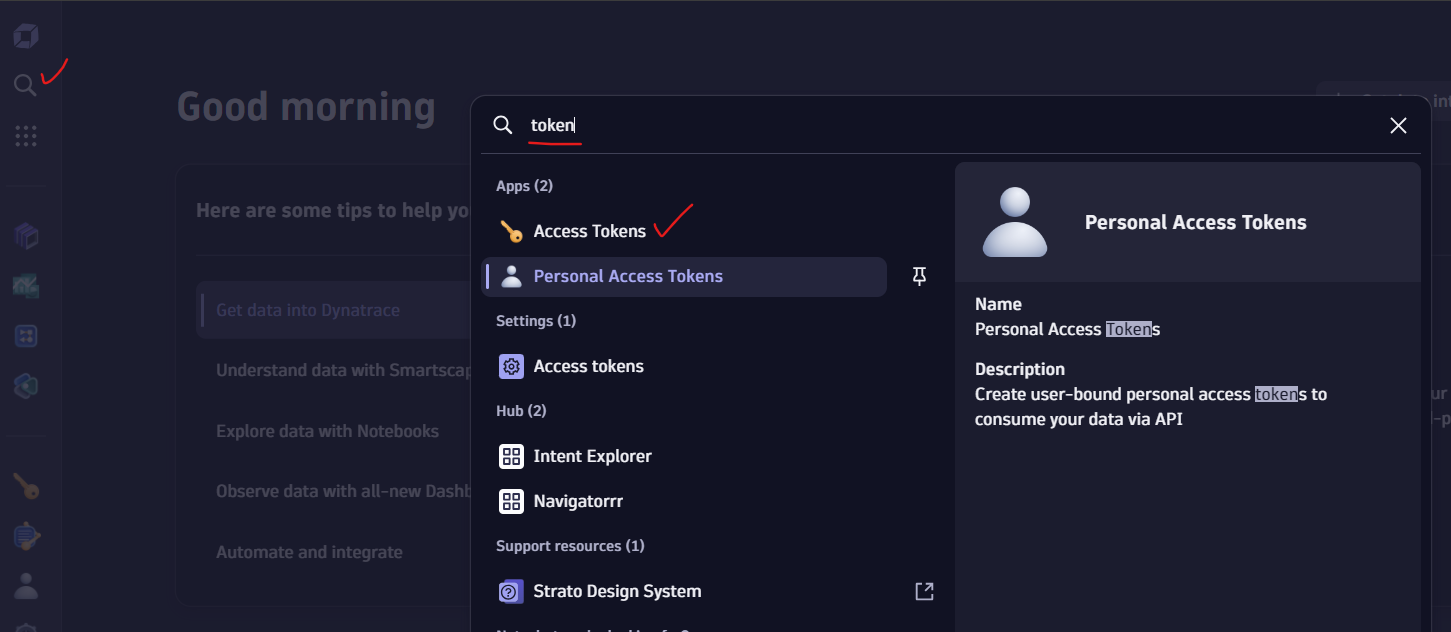 Good morning
token
Apps (2)
Access Tokens
Personal Access Tokens
Settings (1)
Access tokens
Hub (2)
Intent Explorer
Navigatorrr
Support resources (1)
Strato Design System
Personal Access Tokens
Name
Personal Access Tokens
Description
Create user-bound personal access tokens to
consume your data via API
Here are some tips to help yo
Get data into Dynatrace
Understand data with Smartscap
Explore data with Notebooks
Observe data with all-new Dashb
Automate and integrate